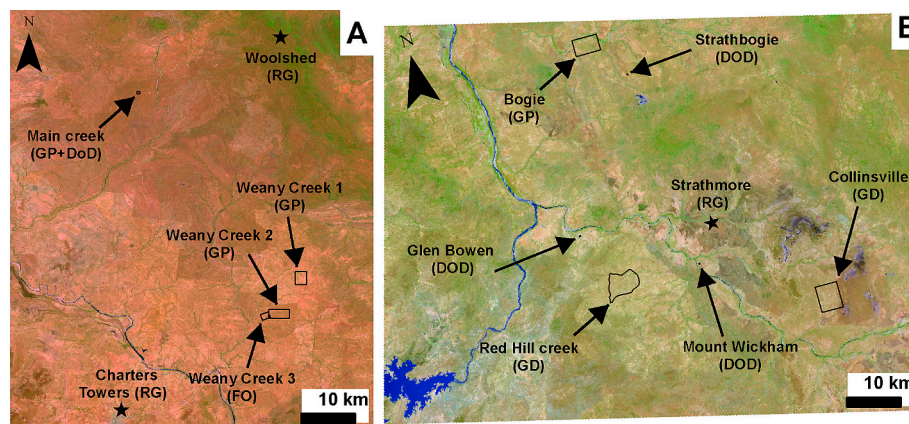 N
A
Woolshed
(RG)
Main creek
(GP+DoD)
Weany Creek 1
(GP)
Weany Creek 2
(GP)
Weany Creek 3
(FO)
Charters
Towers (RG)
10 km
N
B
Strathbogie
(DOD)
Bogie
(GP)
Strathmore
(RG)
Collinsville
(GD)
Glen Bowen
(DOD)
Red Hill creek
(GD)
Mount Wickham
(DOD)
10 km